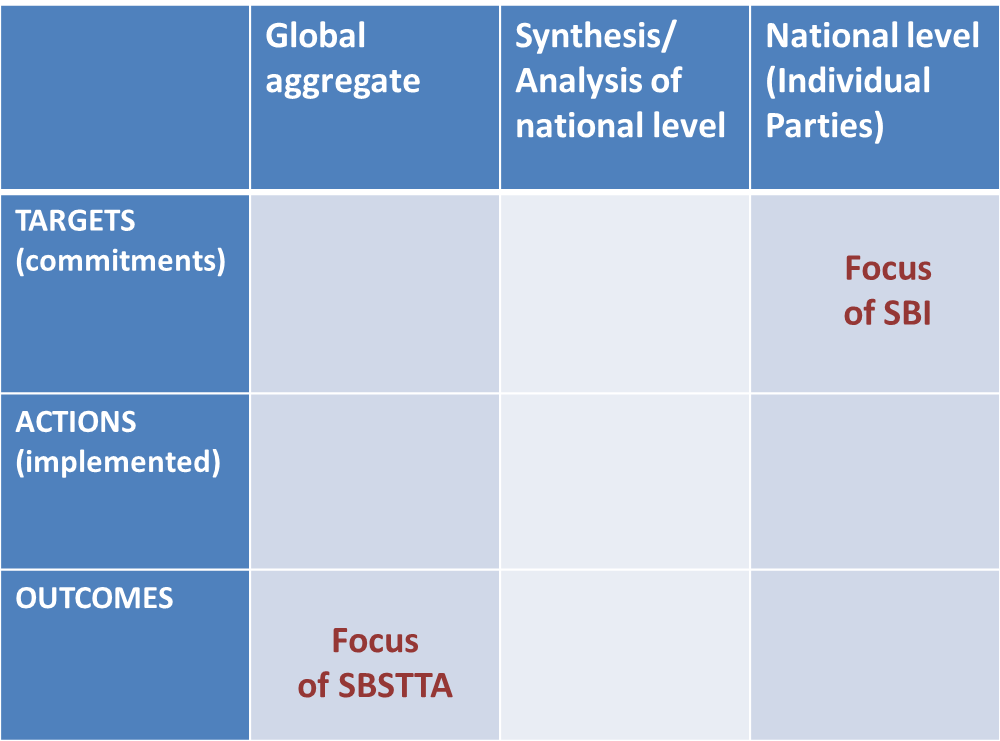 Global
aggregate
Synthesis/
Analysis of
national level
National level
(Individual
Parties)
TARGETS
(commitments)
Focus
of SBI
ACTIONS
(implemented)
OUTCOMES
Focus
of SBSTTA